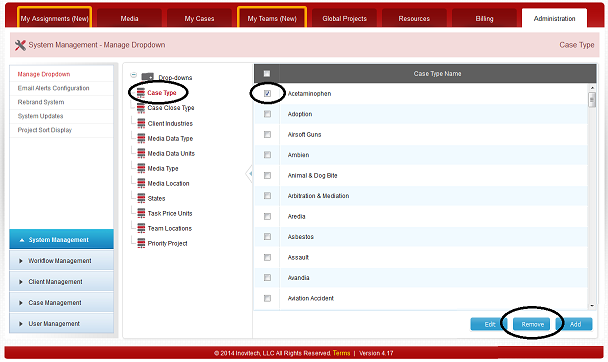 My Assignments (New)
Media
My Cases
My Teams (New)
Global Projects
Resources
Billing
Administration
System Management - Manage Dropdown
Case Type
Manage Dropdown
Email Alerts Configuration
Rebrand System
System Updates
Project Sort Display
System Management
Workflow Management
Client Management
Case Management
User Management
Drop-downs
Case Type
Case Close Type
Client Industries
Media Data Type
Media Data Units
Media Type
Media Location
States
Task Price Units
Team Locations
Priority Project
Case Type Name
Acetaminophen
Adoption
Airsoft Guns
Ambien
Animal & Dog Bite
Arbitration & Mediation
Aredia
Asbestos
Assault
Avandia
Aviation Accident
Edit
Remove
Add
© 2014 Inovitech, LLC All Rights Reserved. Terms | Version 4.17